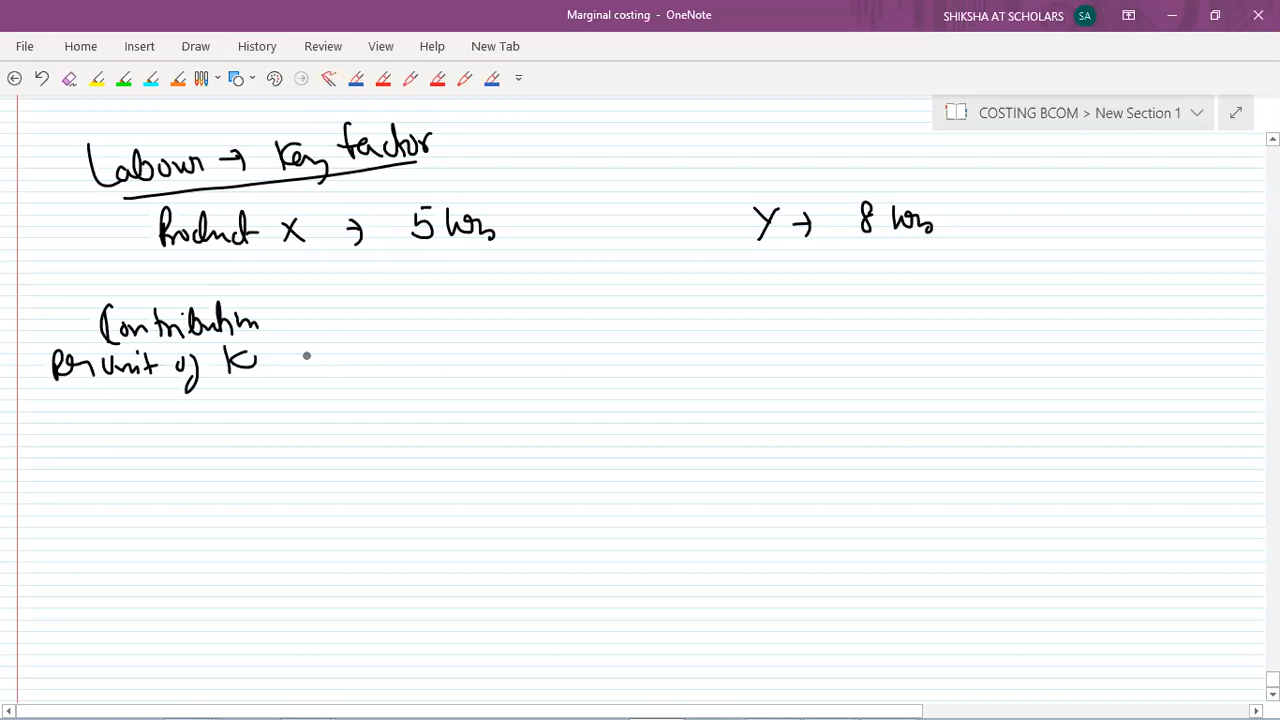 Marginal costing - OneNote
SHIKSHA AT SCHOLARS SA
File Home Insert Draw History Review View Help New Tab
COSTING BCOM > New Section 1
Labour → Key factor
Product X → 5 hrs Y → 8 hrs
Contribution
Per unit of K